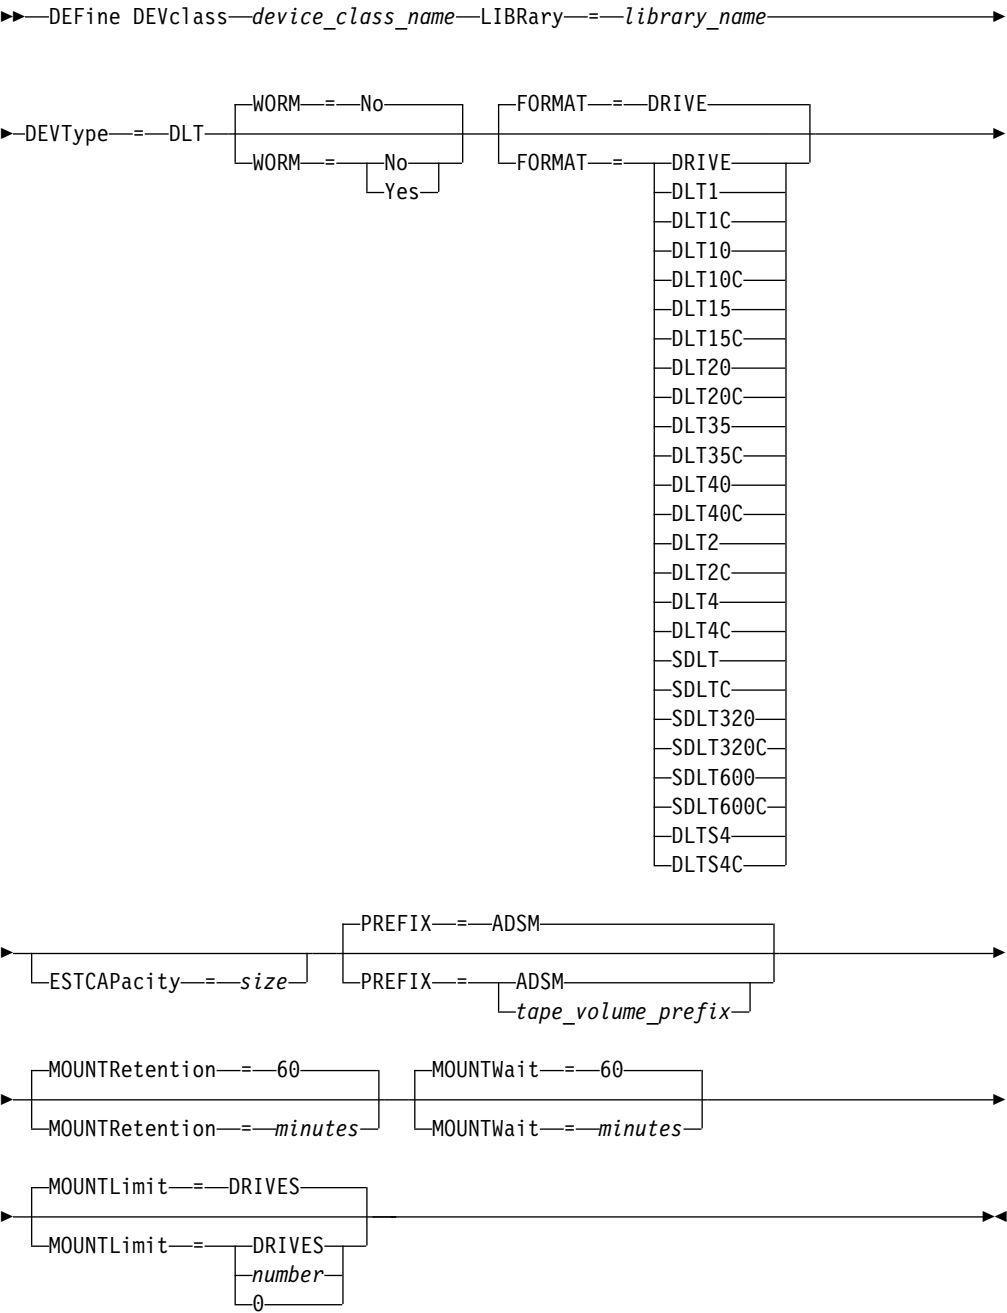 DEFine DEVclass device_class_name LIBRary = library_name
WORM = No FORMAT = DRIVE
DEVType = DLT
WORM = No FORMAT = DRIVE
Yes DLT1
DLT1C
DLT10
DLT10C
DLT15
DLT15C
DLT20
DLT20C
DLT35
DLT35C
DLT40
DLT40C
DLT2
DLT2C
DLT4
DLT4C
SDLT
SDLTC
SDLT320
SDLT320C
SDLT600
SDLT600C
DLTS4
DLTS4C
PREFIX = ADSM
ESTCAPacity = size PREFIX = ADSM
tape_volume_prefix
MOUNTRetention = 60 MOUNTWait = 60
MOUNTRetention = minutes MOUNTWait = minutes
MOUNTLimit = DRIVES
MOUNTLimit = DRIVES
number
0